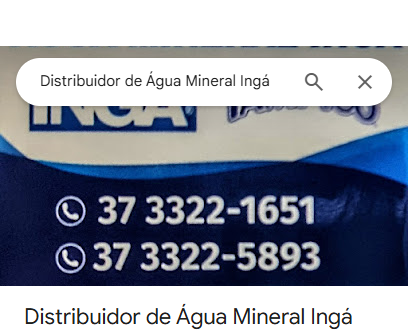 Distribuidor de Água Mineral Ingá
INGÁ
37 3322-1651
37 3322-5893
Distribuidor de Água Mineral Ingá